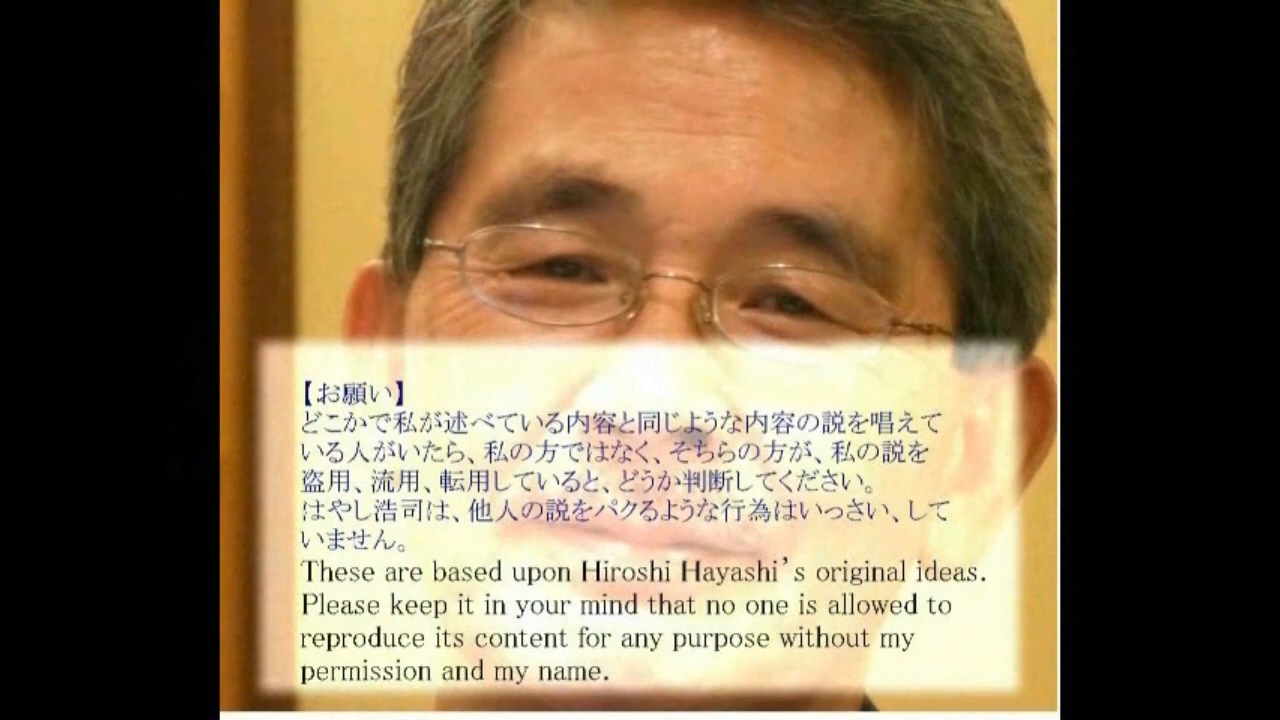 【お願い】
どこかで私が述べている内容と同じような内容の説を唱えて
いる人がいたら、私の方ではなく、そちらの方が、私の説を
盗用、流用、転用していると、どうか判断してください。
はやし浩司は、他人の説をパクるような行為はいっさい、して
いません。
These are based upon Hiroshi Hayashi’s original ideas.
Please keep it in your mind that no one is allowed to
reproduce its content for any purpose without my
permission and my name.